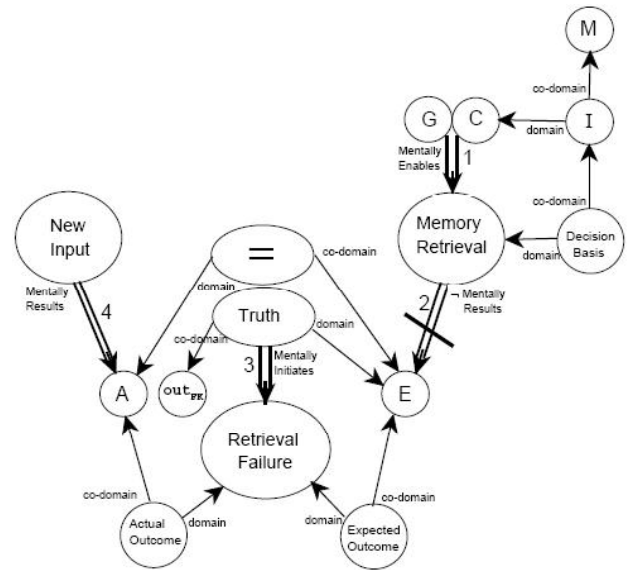 M
co-domain
G
C
domain
I
Mentally
Enables
1
co-domain
New
Input
=
co-domain
Memory
Retrieval
domain
Decision
Basis
Mentally
Results
4
domain
Truth
domain
2
¬ Mentally
Results
co-domain
3
Mentally
Initiates
A
out_FK
E
Retrieval
Failure
co-domain
co-domain
Actual
Outcome
domain
domain
Expected
Outcome